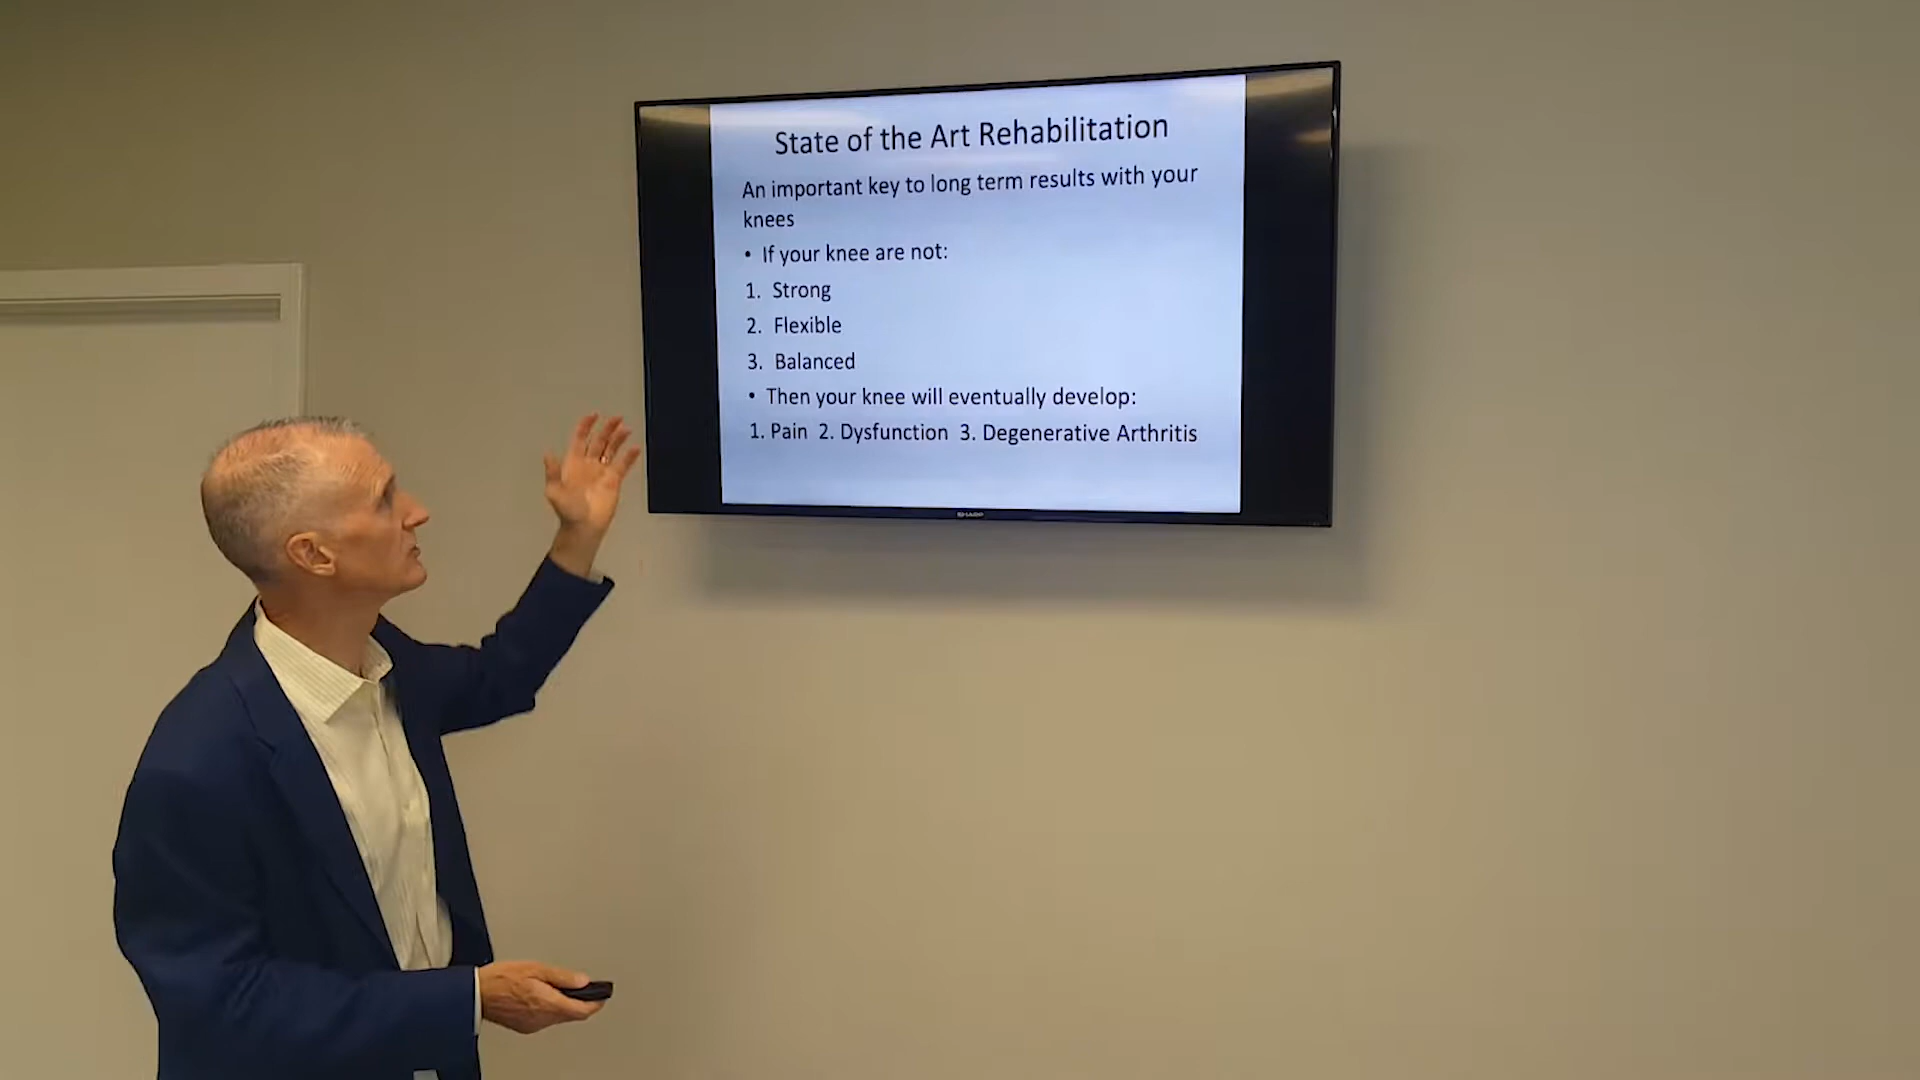 State of the Art Rehabilitation
An important key to long term results with your
knees
• If your knee are not:
1. Strong
2. Flexible
3. Balanced
• Then your knee will eventually develop:
1. Pain 2. Dysfunction 3. Degenerative Arthritis
SHARP